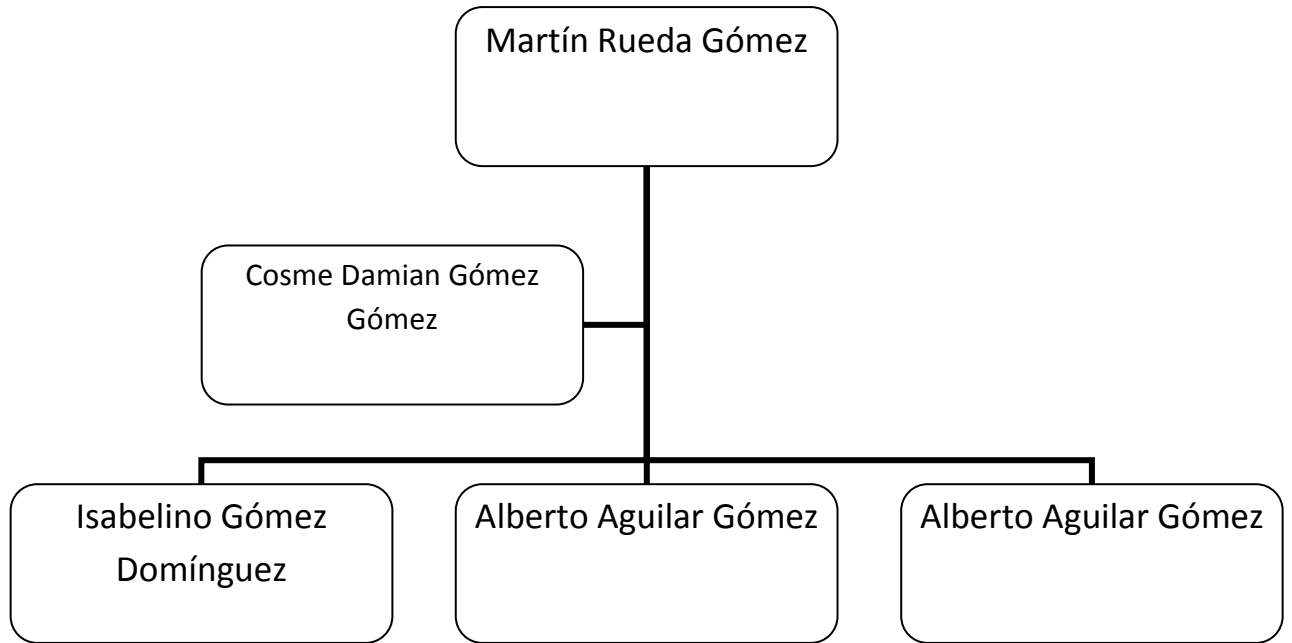 Martín Rueda Gómez
Cosme Damian Gómez
Gómez
Isabelino Gómez
Domínguez
Alberto Aguilar Gómez
Alberto Aguilar Gómez